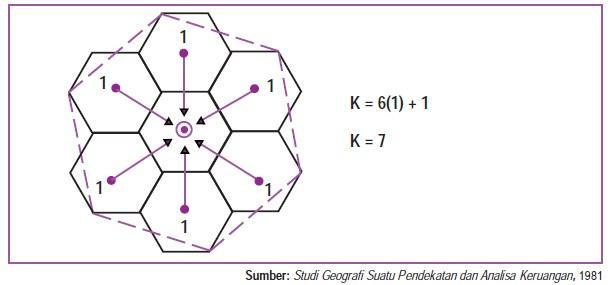 1
1
1
K = 6(1) + 1
K = 7
1
1
1
Sumber: Studi Geografi Suatu Pendekatan dan Analisa Keruangan, 1981